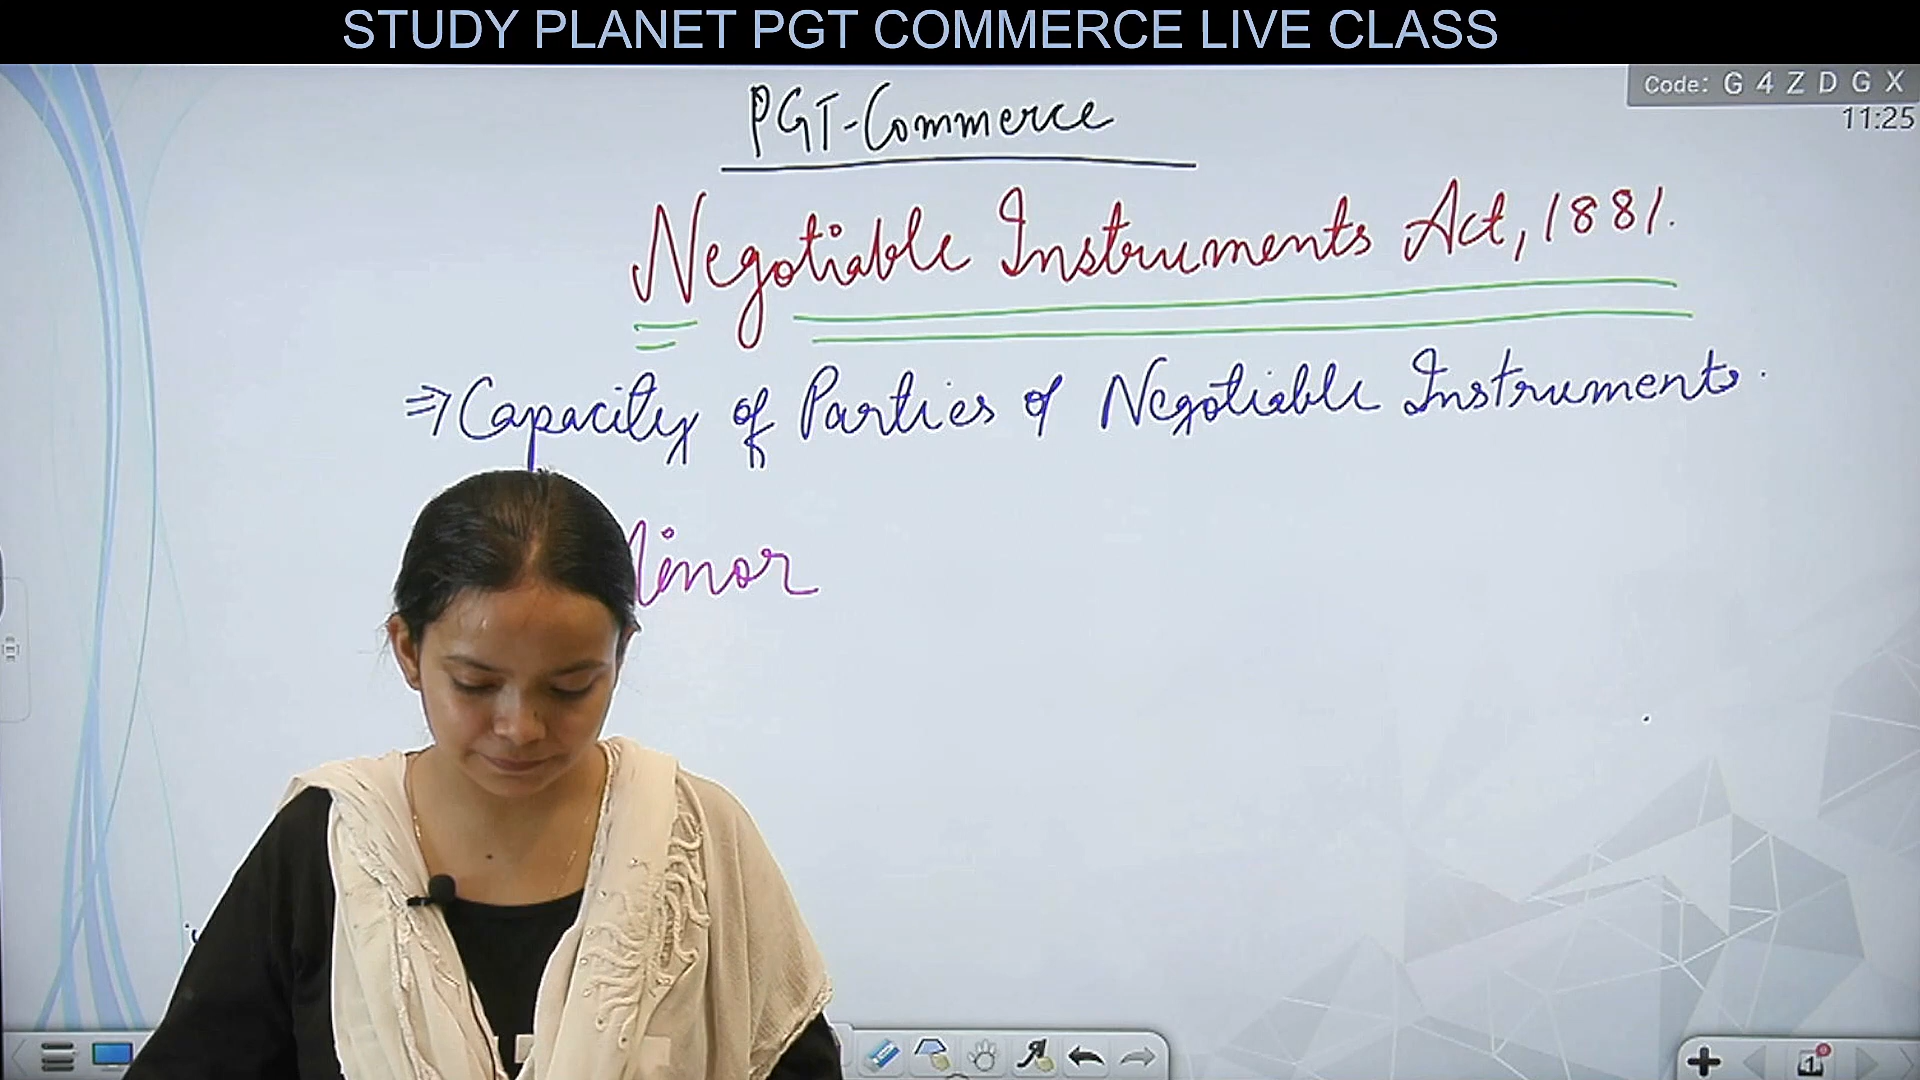 STUDY PLANET PGT COMMERCE LIVE CLASS
Code: G 4 Z D G X
11:25
PGT-Commerce
Negotiable Instruments Act, 1881.
⇒ Capacity of Parties of Negotiable Instruments.
1